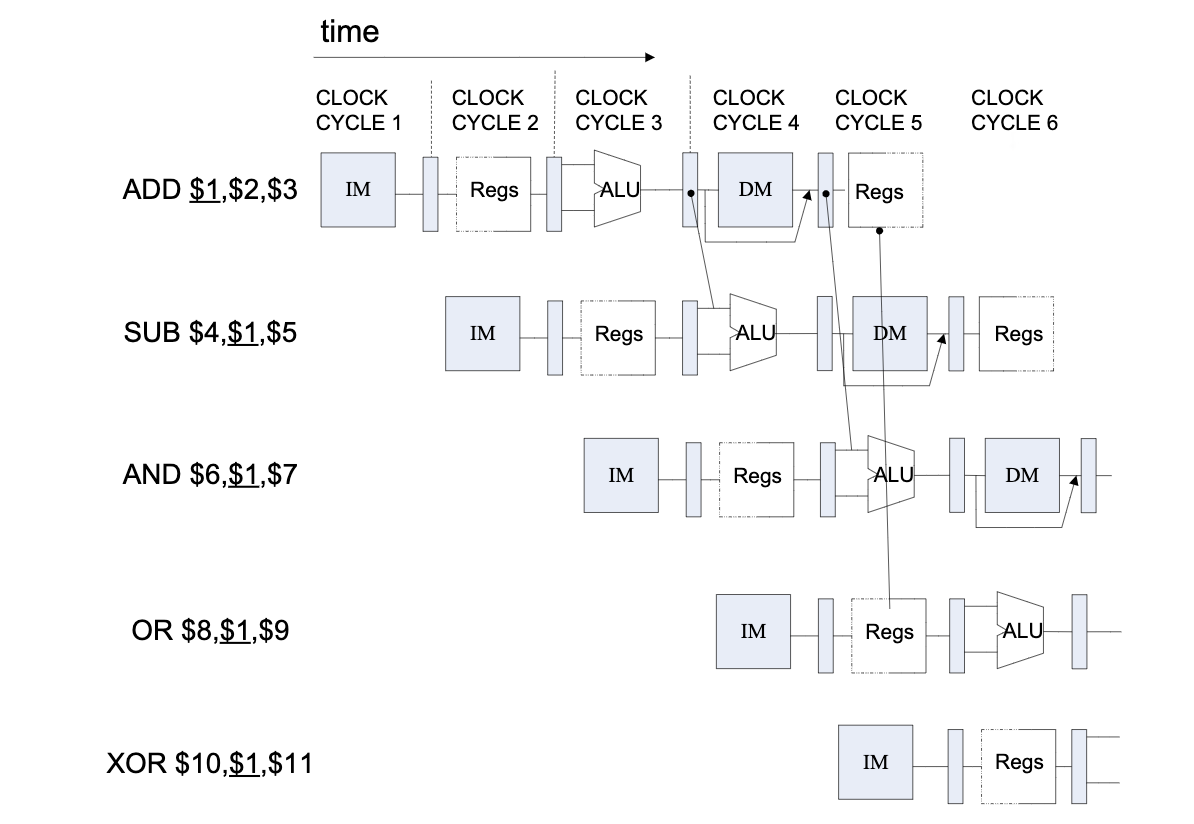 time
CLOCK CYCLE 1 CLOCK CYCLE 2 CLOCK CYCLE 3 CLOCK CYCLE 4 CLOCK CYCLE 5 CLOCK CYCLE 6
ADD $1,$2,$3 IM Regs ALU DM Regs
SUB $4,$1,$5 IM Regs ALU DM Regs
AND $6,$1,$7 IM Regs ALU DM
OR $8,$1,$9 IM Regs ALU
XOR $10,$1,$11 IM Regs